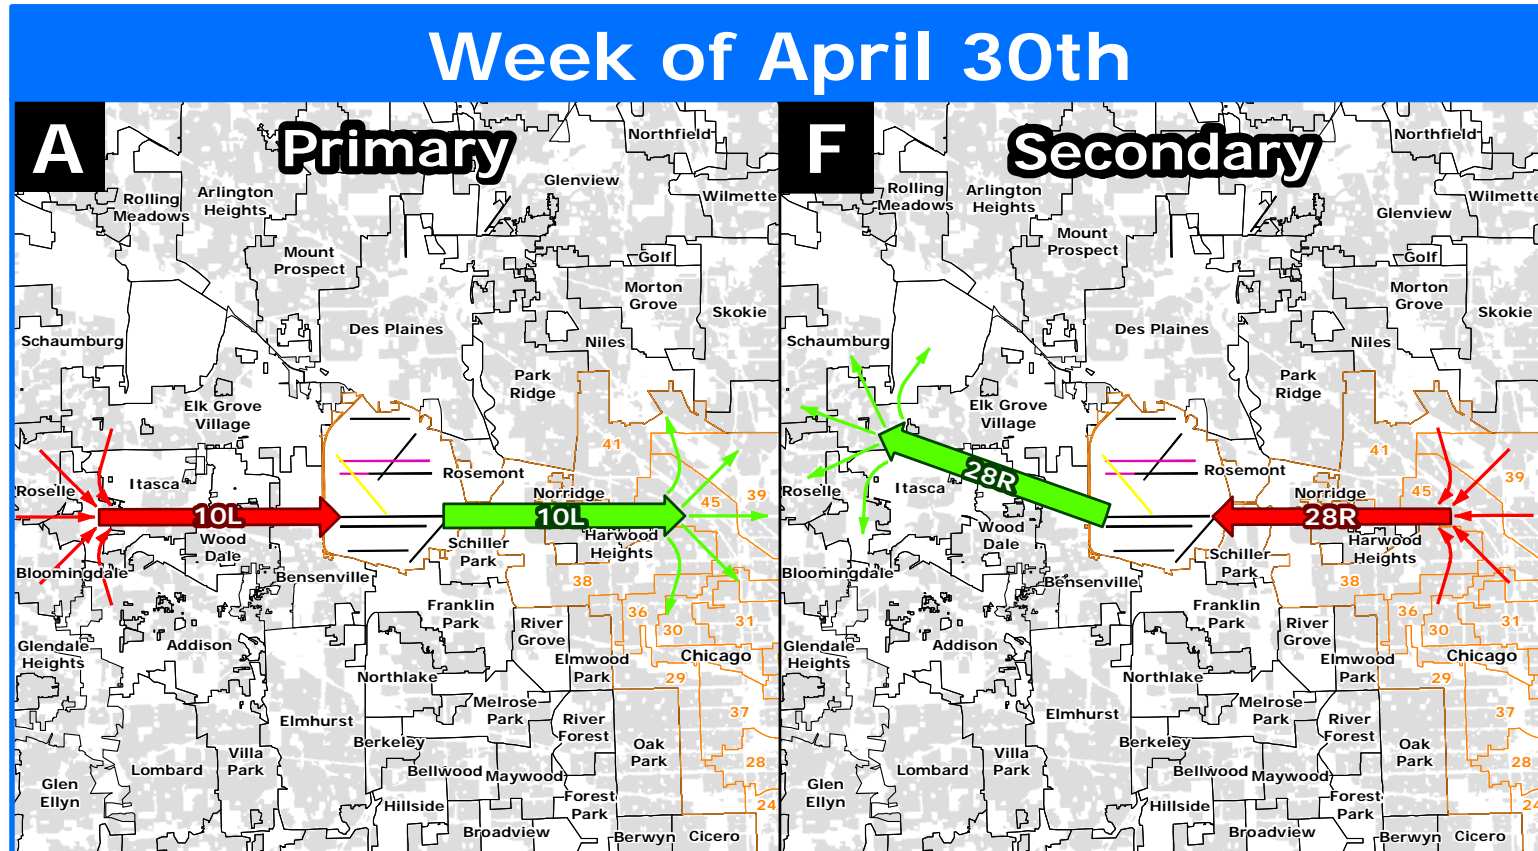 Week of April 30th
A
Primary
Northfield
Glenview
Wilmette
Rolling
Meadows
Arlington
Heights
Mount
Prospect
Golf
Morton
Grove
Skokie
Schaumburg
Des Plaines
Niles
Park
Ridge
Elk Grove
Village
41
Rosemont
Itasca
Roselle
Norridge
45
39
10L
10L
Wood
Dale
Harwood
Heights
Schiller
Park
Bloomingdale
Bensenville
38
Franklin
Park
36
River
Grove
30
31
Glendale
Heights
Addison
Chicago
Elmwood
Park
Northlake
29
Melrose
Park
37
Elmhurst
River
Forest
Berkeley
Oak
Park
Villa
Park
28
Lombard
Bellwood
Maywood
Glen
Ellyn
Forest
Park
24
Hillside
Broadview
Berwyn
Cicero
F
Secondary
Northfield
Rolling
Meadows
Arlington
Heights
Wilmette
Glenview
Mount
Prospect
Golf
Morton
Grove
Skokie
Schaumburg
Des Plaines
Niles
Park
Ridge
Elk Grove
Village
41
Rosemont
28R
Itasca
Roselle
Norridge
45
39
28R
Wood
Dale
Harwood
Heights
Schiller
Park
Bloomingdale
Bensenville
38
Franklin
Park
36
River
Grove
30
31
Glendale
Heights
Addison
Chicago
Elmwood
Park
Northlake
29
Melrose
Park
37
Elmhurst
River
Forest
Berkeley
Oak
Park
Villa
Park
28
Lombard
Bellwood
Maywood
Glen
Ellyn
Forest
Park
24
Hillside
Broadview
Berwyn
Cicero